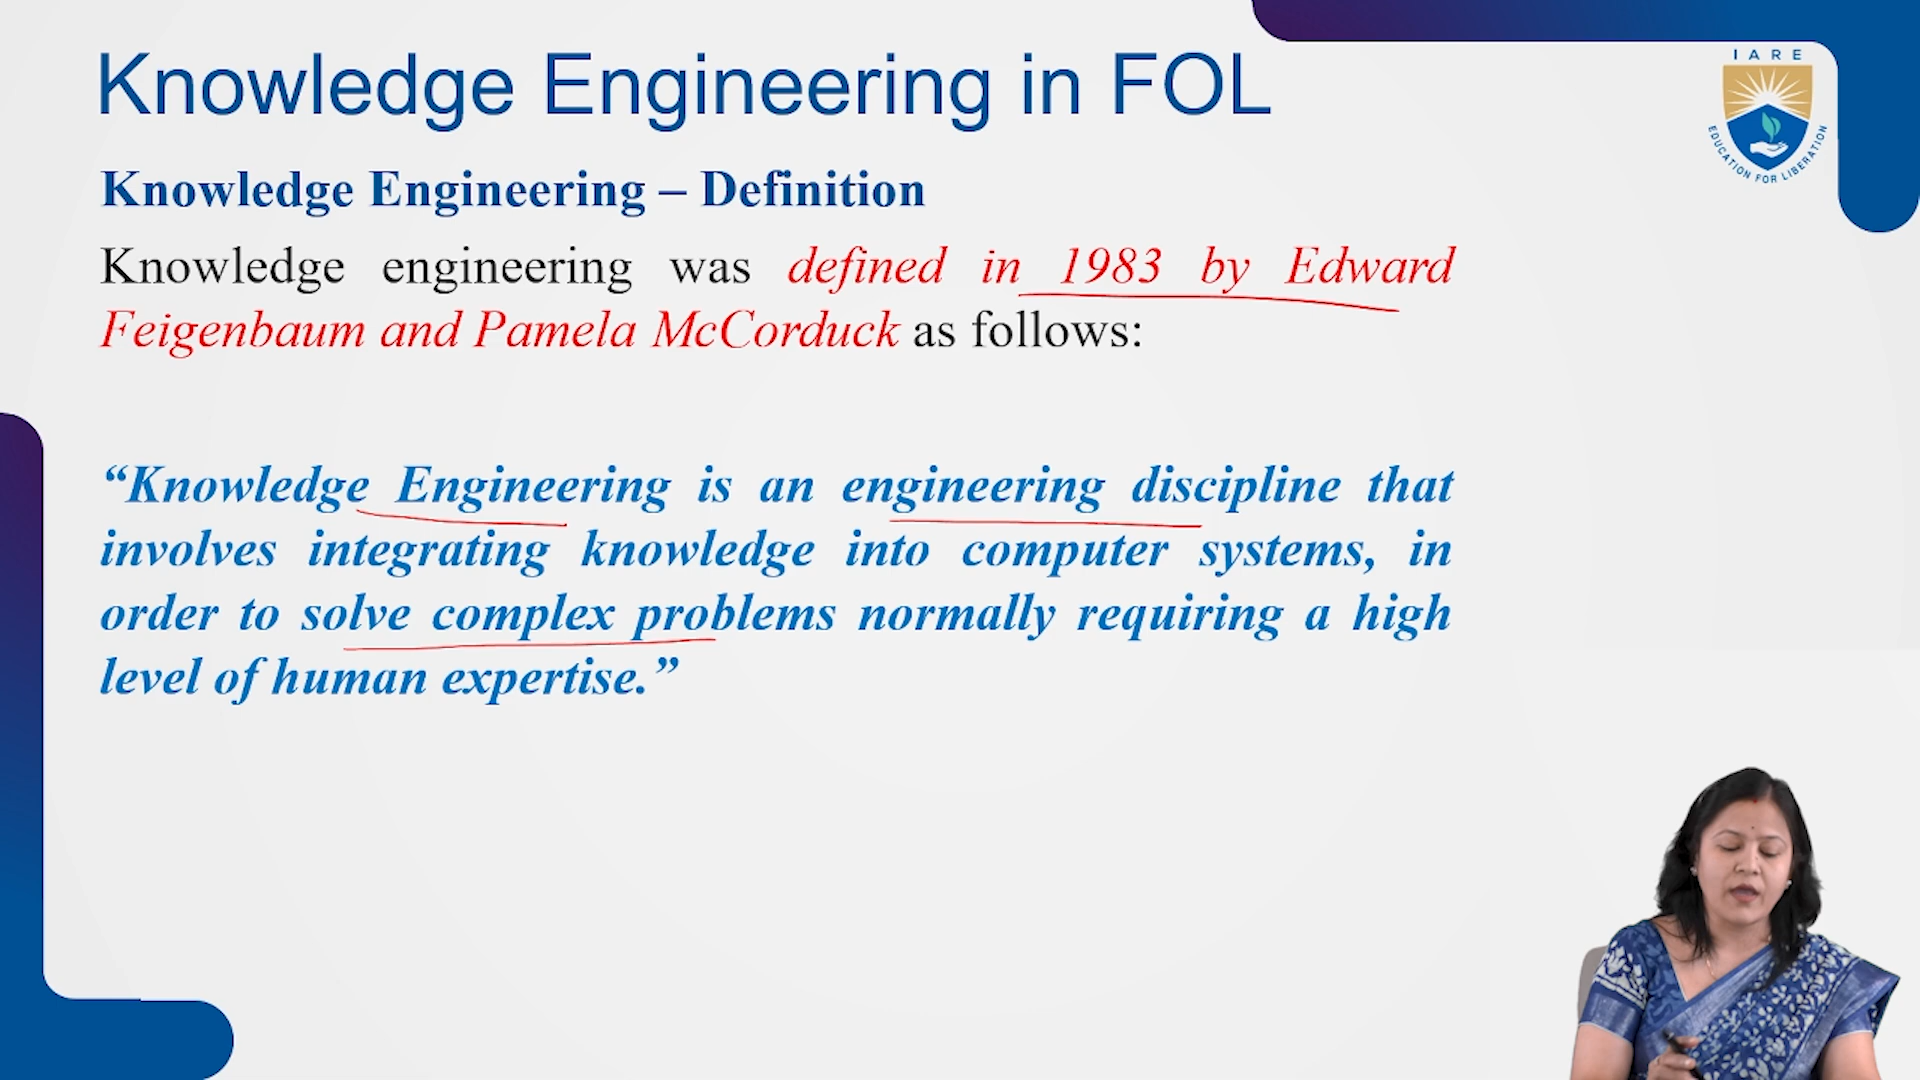 Knowledge Engineering in FOL
IARE
EDUCATION FOR LIBERATION
Knowledge Engineering – Definition
Knowledge engineering was defined in 1983 by Edward
Feigenbaum and Pamela McCorduck as follows:
“Knowledge Engineering is an engineering discipline that
involves integrating knowledge into computer systems, in
order to solve complex problems normally requiring a high
level of human expertise.”